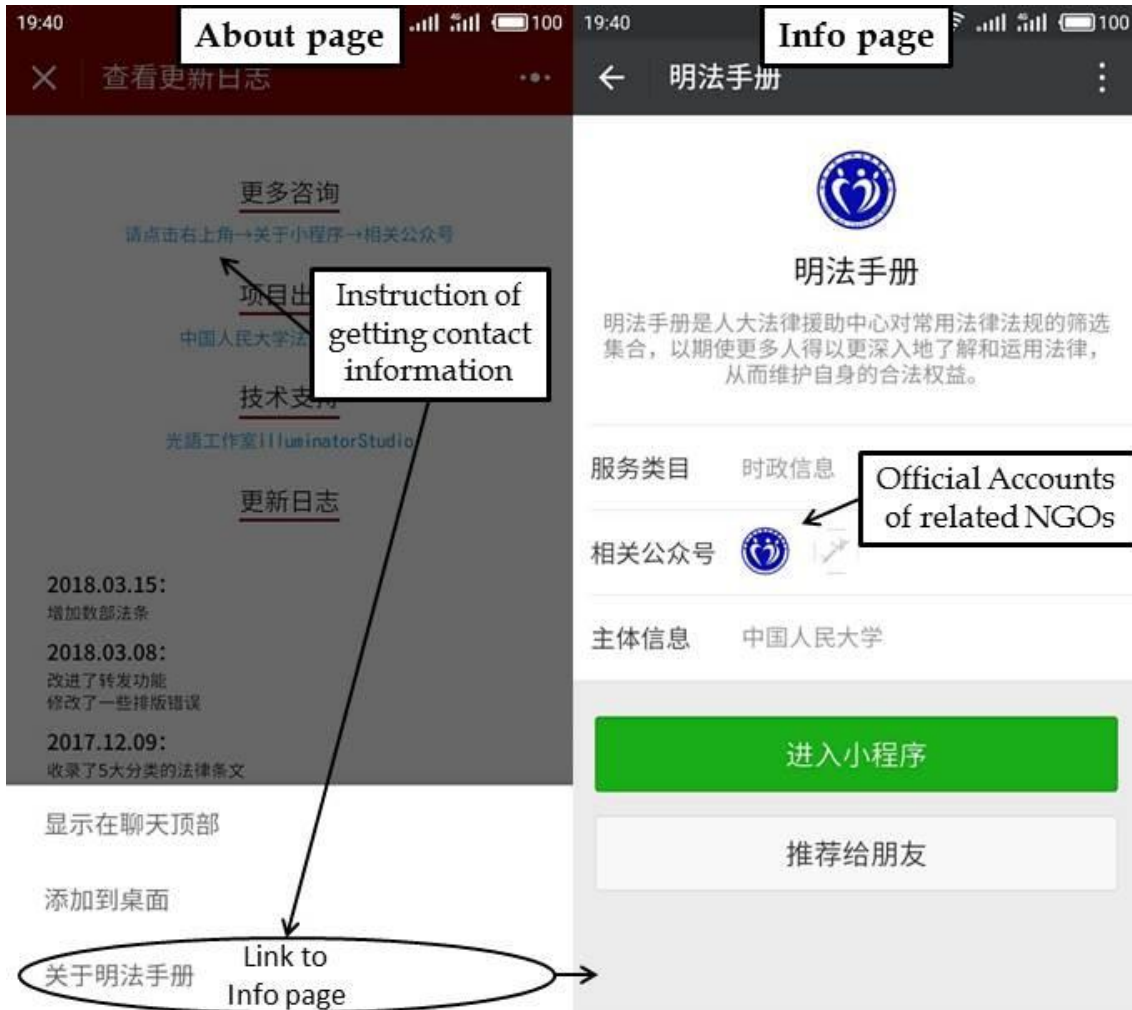 19:40
About page
100
查看更新日志
更多咨询
请点击右上角→关于小程序→相关公众号
项目出
中国人民大学法
Instruction of
getting contact
information
技术支持
光語工作室illuminatorStudio
更新日志
2018.03.15:
增加数部法条
2018.03.08:
改进了转发功能
修改了一些排版错误
2017.12.09:
收录了5大分类的法律条文
显示在聊天顶部
添加到桌面
关于明法手册
Link to
Info page
19:40
Info page
100
明法手册
明法手册
明法手册是人大法律援助中心对常用法律法规的筛选
集合，以期使更多人得以更深入地了解和运用法律，
从而维护自身的合法权益。
服务类目 时政信息
Official Accounts
of related NGOs
相关公众号
主体信息 中国人民大学
进入小程序
推荐给朋友